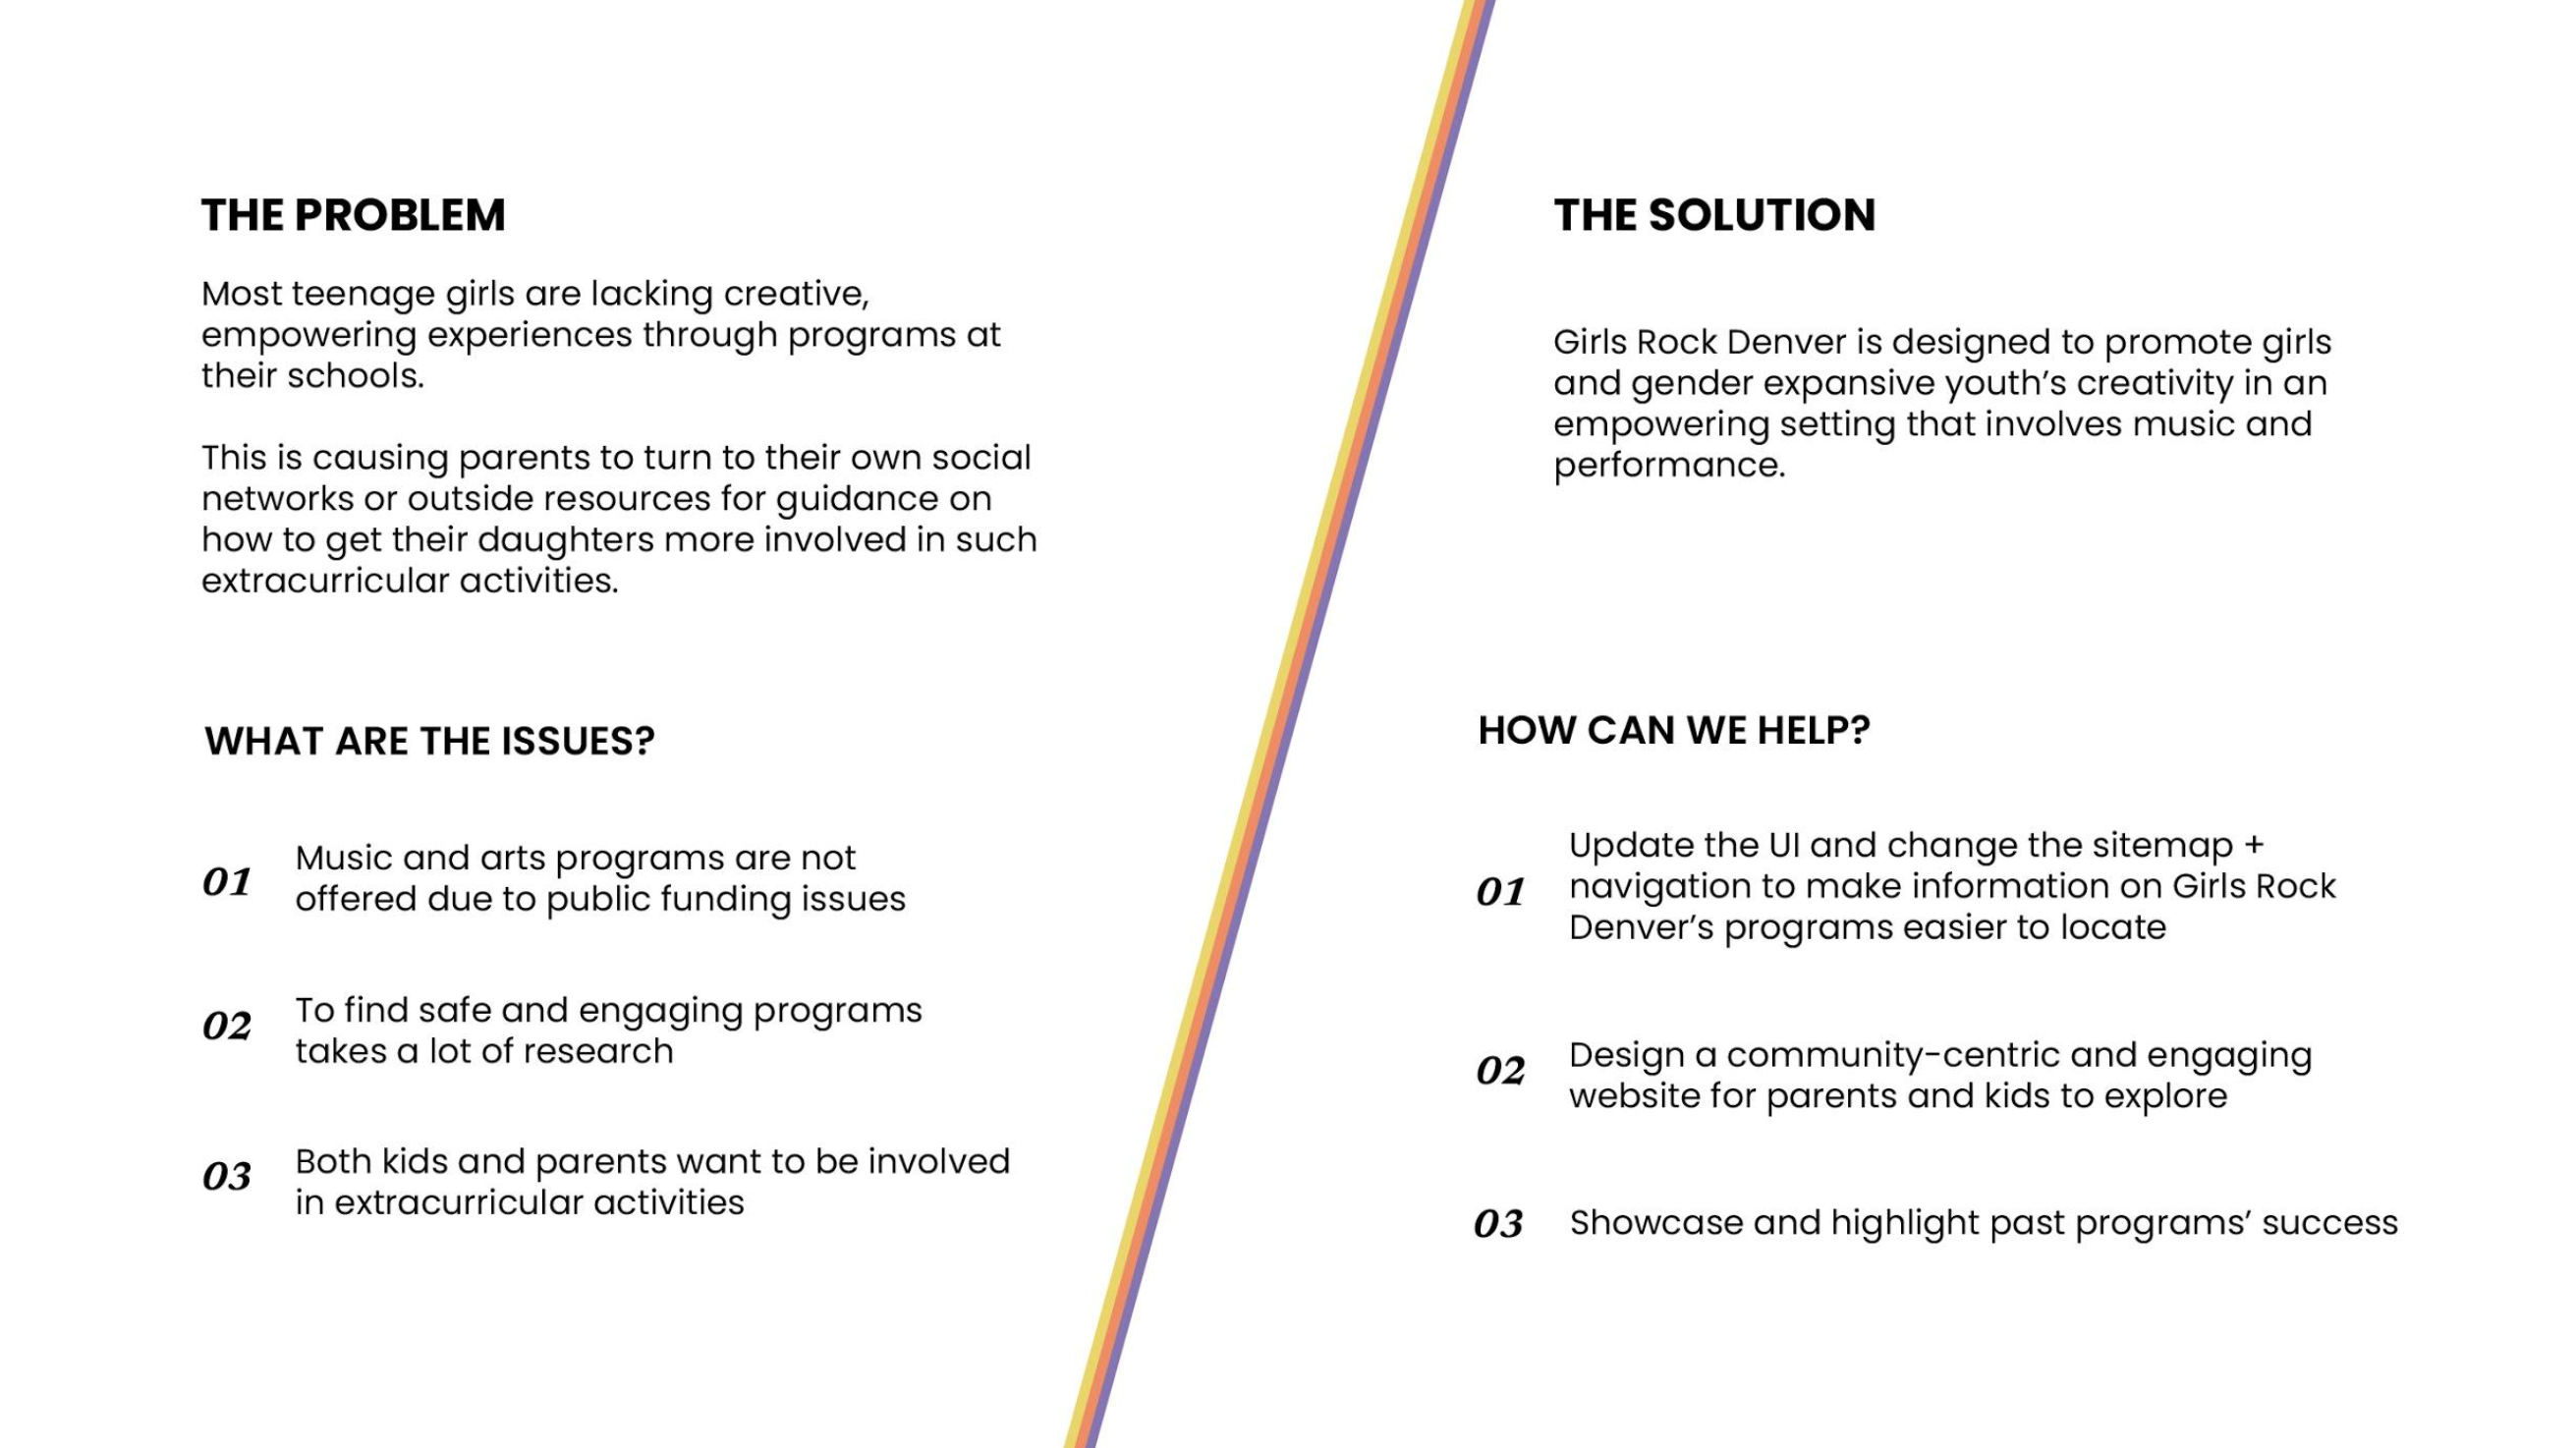 THE PROBLEM
Most teenage girls are lacking creative,
empowering experiences through programs at
their schools.
This is causing parents to turn to their own social
networks or outside resources for guidance on
how to get their daughters more involved in such
extracurricular activities.
WHAT ARE THE ISSUES?
01 Music and arts programs are not
offered due to public funding issues
02 To find safe and engaging programs
takes a lot of research
03 Both kids and parents want to be involved
in extracurricular activities
THE SOLUTION
Girls Rock Denver is designed to promote girls
and gender expansive youth’s creativity in an
empowering setting that involves music and
performance.
HOW CAN WE HELP?
01 Update the UI and change the sitemap +
navigation to make information on Girls Rock
Denver’s programs easier to locate
02 Design a community-centric and engaging
website for parents and kids to explore
03 Showcase and highlight past programs’ success